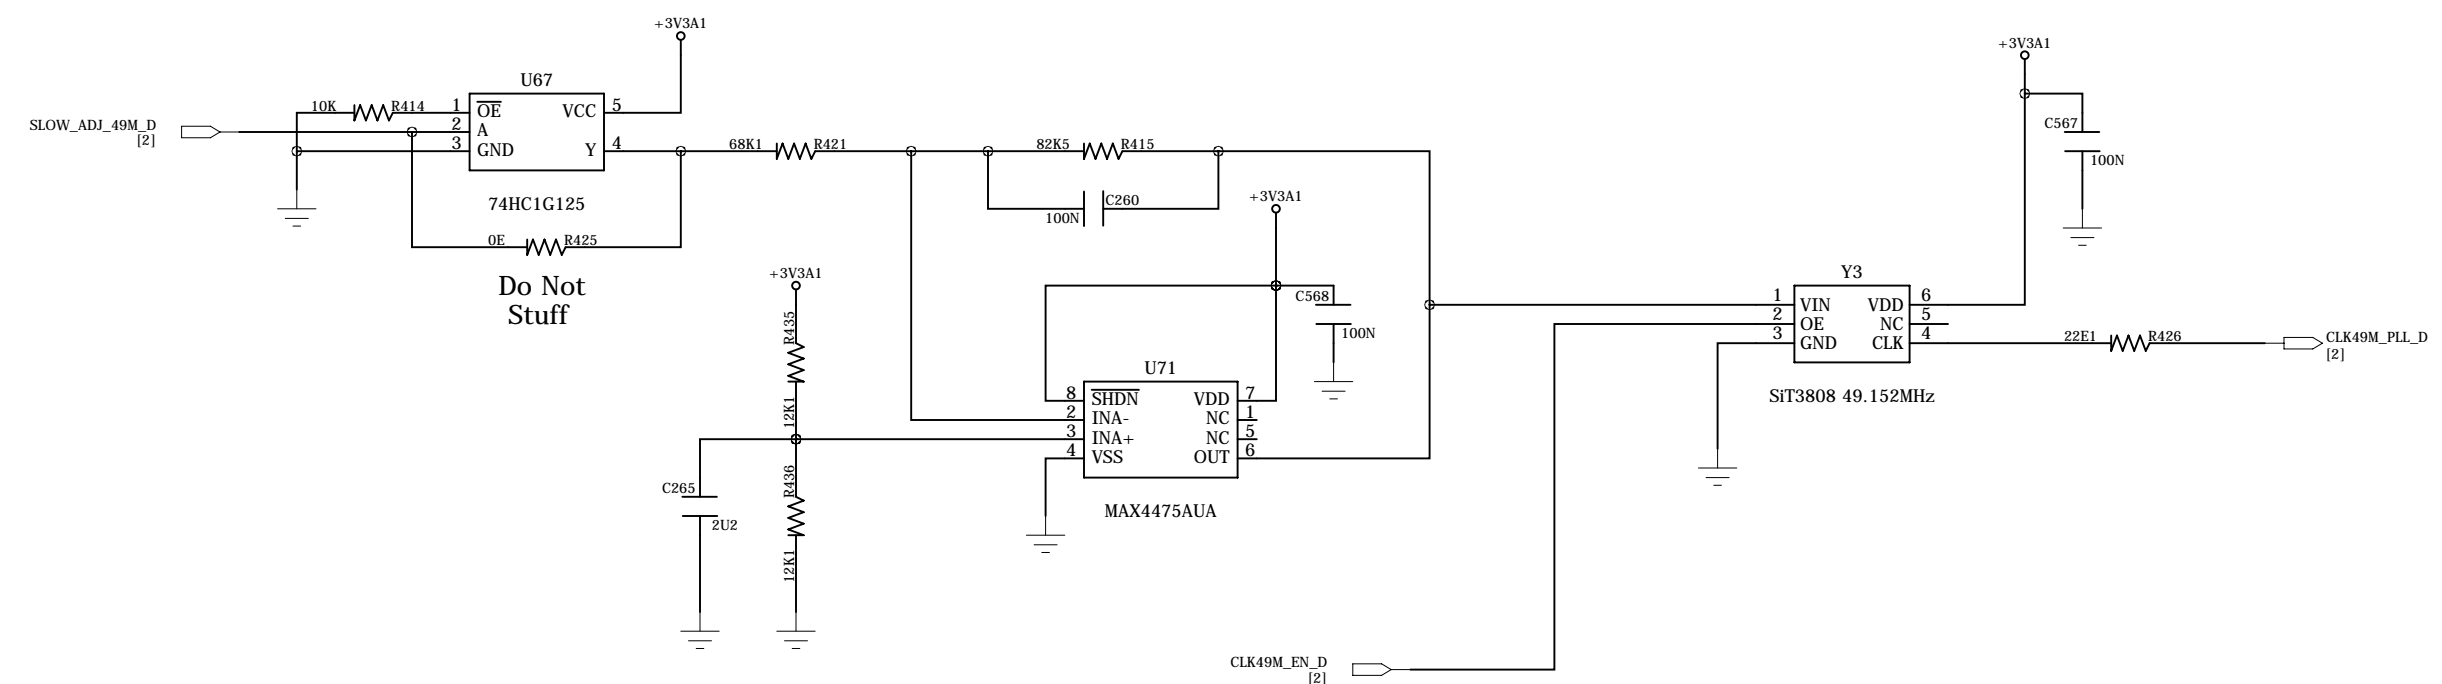 +3V3A1
U67
10K
R414
1
OE
VCC
5
SLOW_ADJ_49M_D
[2]
2
A
3
GND
Y
4
74HC1G125
0E
R425
Do Not
Stuff
68K1
R421
82K5
R415
100N
C260
+3V3A1
C568
100N
+3V3A1
R435
12K1
R436
12K1
C265
2U2
U71
8
SHDN
VDD
7
2
INA-
NC
1
3
INA+
NC
5
4
VSS
OUT
6
MAX4475AUA
+3V3A1
C567
100N
Y3
1
VIN
VDD
6
2
OE
NC
5
3
GND
CLK
4
SiT3808 49.152MHz
22E1
R426
CLK49M_PLL_D
[2]
CLK49M_EN_D
[2]